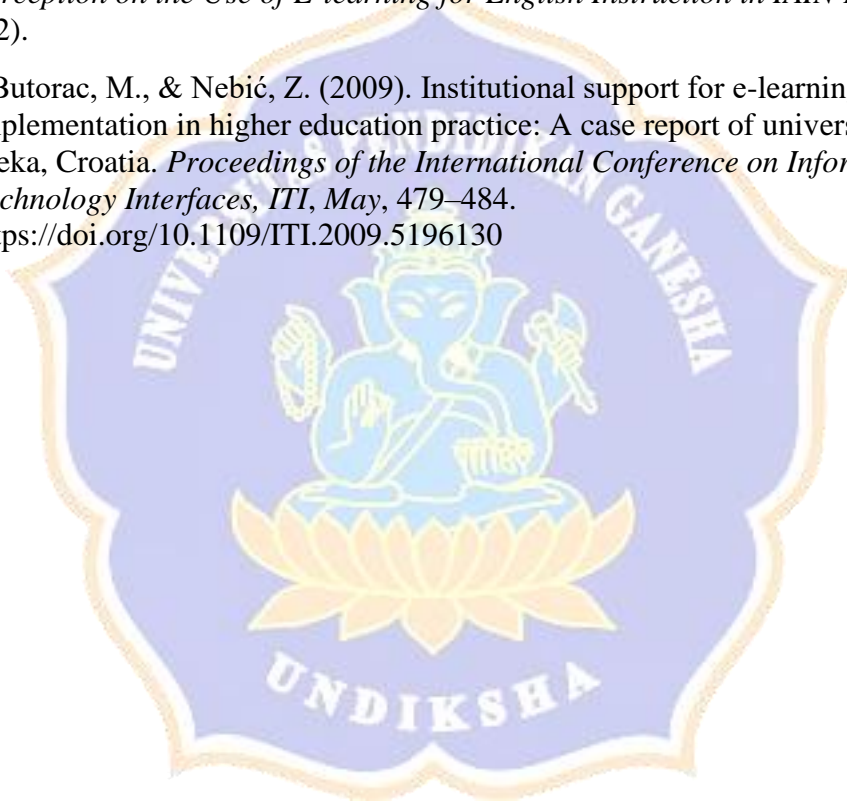 rception on the Use of E-learning for English Instruction in IAIN
2).
Butorac, M., & Nebić, Z. (2009). Institutional support for e-learnin
plementation in higher education practice: A case report of univers
eka, Croatia. Proceedings of the International Conference on Infor
chnology Interfaces, ITI, May, 479–484.
tps://doi.org/10.1109/ITI.2009.5196130
UNIVERSITAS PENDIDIKAN GANESHA
UNDIKSHA